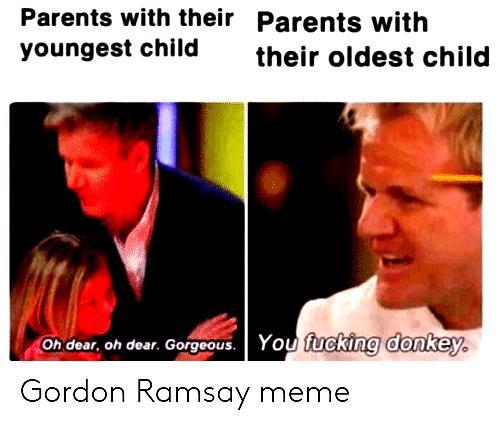 Parents with their
youngest child
Parents with
their oldest child
Oh dear, oh dear. Gorgeous.
You fucking donkey.
Gordon Ramsay meme